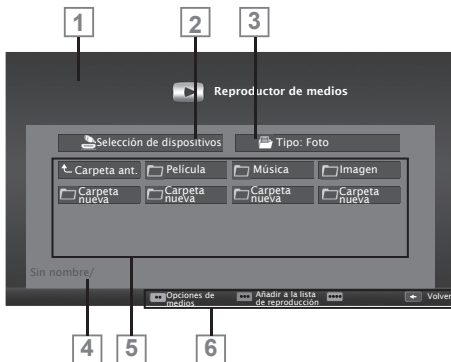 1
2
3
Reproductor de medios
Selección de dispositivos
Tipo: Foto
Carpeta ant.
Película
Música
Imagen
Carpeta
nueva
Carpeta
nueva
Carpeta
nueva
Carpeta
nueva
Sin nombre/
Opciones de
medios
Añadir a la lista
de reproducción
Volver
4
5
6